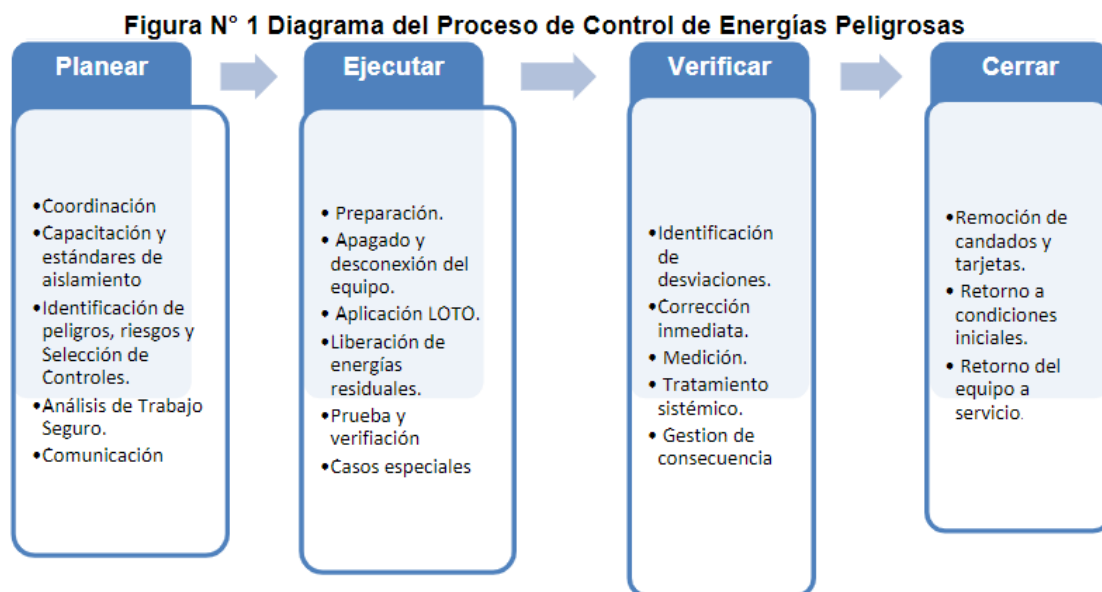 Figura N° 1 Diagrama del Proceso de Control de Energías Peligrosas
Planear
•Coordinación
•Capacitación y
estándares de
aislamiento
•Identificación de
peligros, riesgos y
Selección de
Controles.
•Análisis de Trabajo
Seguro.
•Comunicación
Ejecutar
• Preparación.
• Apagado y
desconexión del
equipo.
• Aplicación LOTO.
•Liberación de
energías
residuales.
•Prueba y
verifiación
•Casos especiales
Verificar
•Identificación
de
desviaciones.
•Corrección
inmediata.
• Medición.
• Tratamiento
sistémico.
• Gestion de
consecuencia
Cerrar
•Remoción de
candados y
tarjetas.
• Retorno a
condiciones
iniciales.
• Retorno del
equipo a
servicio.